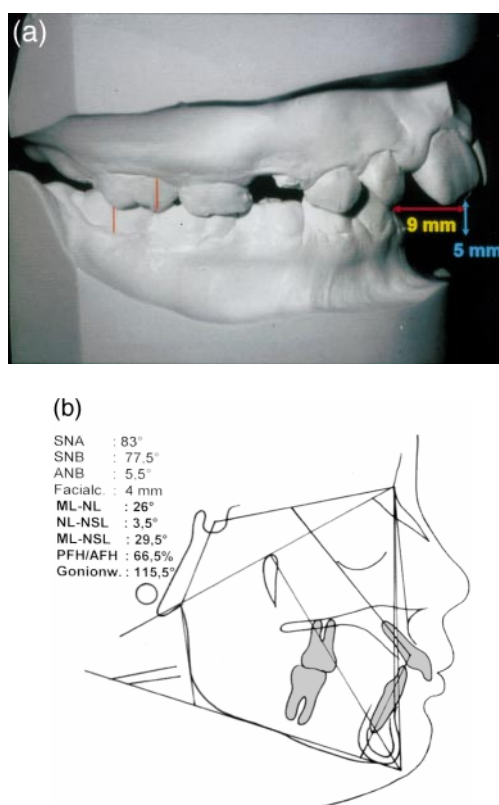 (a)
9 mm
5 mm
(b)
SNA : 83°
SNB : 77.5°
ANB : 5,5°
Facialc. : 4 mm
ML-NL : 26°
NL-NSL : 3,5°
ML-NSL : 29,5°
PFH/AFH : 66,5%
Gonionw. : 115,5°